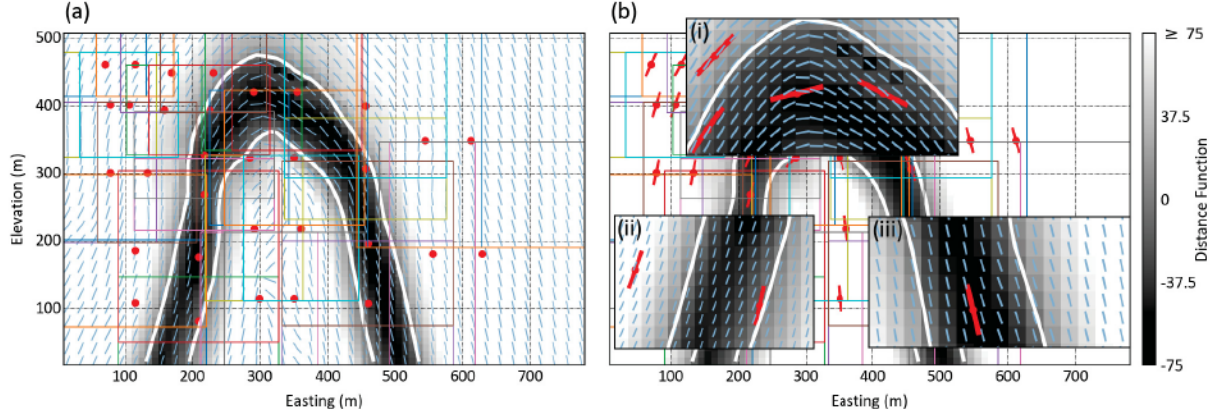 (a)
500
400
300
200
100
Elevation (m)
100 200 300 400 500 600 700
Easting (m)
(b)
(i)
(ii)
(iii)
100 200 300 400 500 600 700
Easting (m)
≥ 75
37.5
0
-37.5
-75
Distance Function